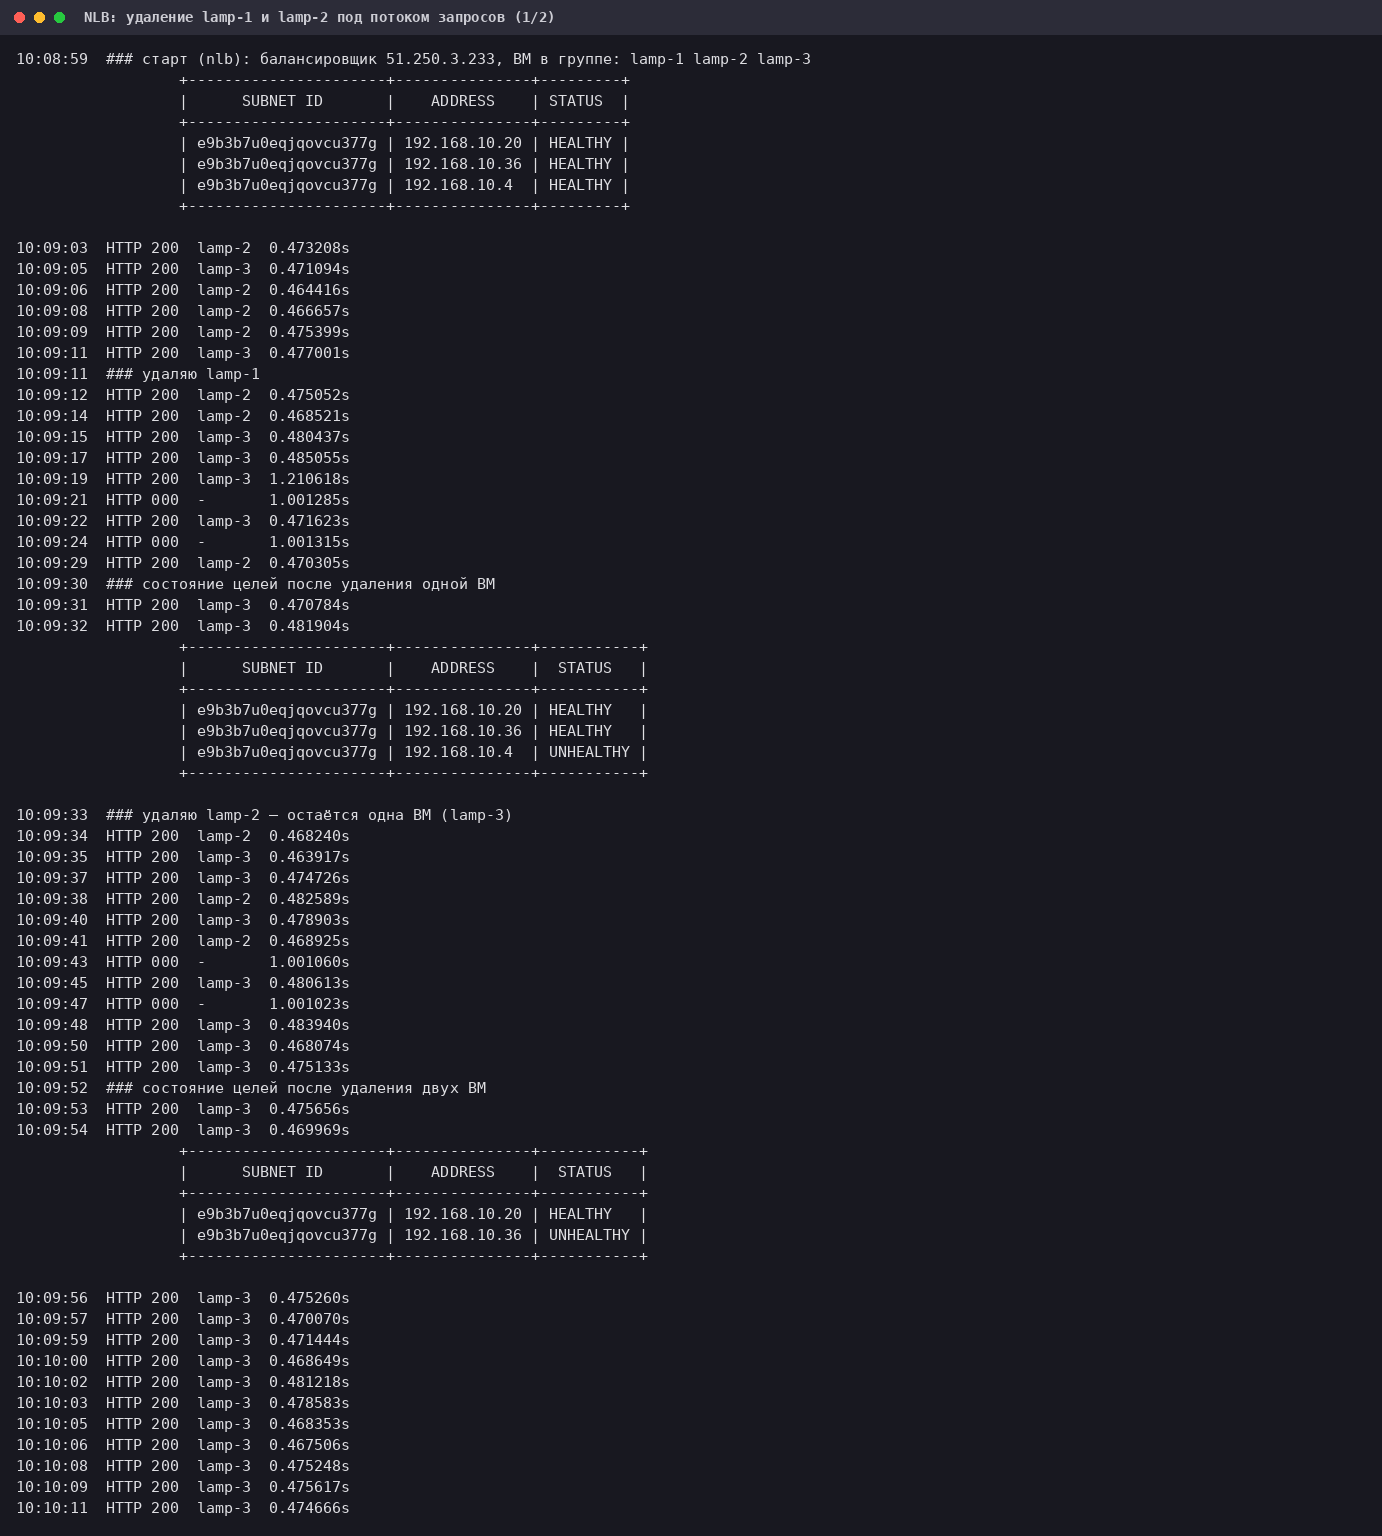 NLB: удаление lamp-1 и lamp-2 под потоком запросов (1/2)
10:08:59  ### старт (nlb): балансировщик 51.250.3.233, ВМ в группе: lamp-1 lamp-2 lamp-3
                  +----------------------+---------------+---------+
                  |      SUBNET ID       |    ADDRESS    | STATUS  |
                  +----------------------+---------------+---------+
                  | e9b3b7u0eqjqovcu377g | 192.168.10.20 | HEALTHY |
                  | e9b3b7u0eqjqovcu377g | 192.168.10.36 | HEALTHY |
                  | e9b3b7u0eqjqovcu377g | 192.168.10.4  | HEALTHY |
                  +----------------------+---------------+---------+
10:09:03  HTTP 200  lamp-2  0.473208s
10:09:05  HTTP 200  lamp-3  0.471094s
10:09:06  HTTP 200  lamp-2  0.464416s
10:09:08  HTTP 200  lamp-2  0.466657s
10:09:09  HTTP 200  lamp-2  0.475399s
10:09:11  HTTP 200  lamp-3  0.477001s
10:09:11  ### удаляю lamp-1
10:09:12  HTTP 200  lamp-2  0.475052s
10:09:14  HTTP 200  lamp-2  0.468521s
10:09:15  HTTP 200  lamp-3  0.480437s
10:09:17  HTTP 200  lamp-3  0.485055s
10:09:19  HTTP 200  lamp-3  1.210618s
10:09:21  HTTP 000  -       1.001285s
10:09:22  HTTP 200  lamp-3  0.471623s
10:09:24  HTTP 000  -       1.001315s
10:09:29  HTTP 200  lamp-2  0.470305s
10:09:30  ### состояние целей после удаления одной ВМ
10:09:31  HTTP 200  lamp-3  0.470784s
10:09:32  HTTP 200  lamp-3  0.481904s
                  +----------------------+---------------+-----------+
                  |      SUBNET ID       |    ADDRESS    |  STATUS   |
                  +----------------------+---------------+-----------+
                  | e9b3b7u0eqjqovcu377g | 192.168.10.20 | HEALTHY   |
                  | e9b3b7u0eqjqovcu377g | 192.168.10.36 | HEALTHY   |
                  | e9b3b7u0eqjqovcu377g | 192.168.10.4  | UNHEALTHY |
                  +----------------------+---------------+-----------+
10:09:33  ### удаляю lamp-2 — остаётся одна ВМ (lamp-3)
10:09:34  HTTP 200  lamp-2  0.468240s
10:09:35  HTTP 200  lamp-3  0.463917s
10:09:37  HTTP 200  lamp-3  0.474726s
10:09:38  HTTP 200  lamp-2  0.482589s
10:09:40  HTTP 200  lamp-3  0.478903s
10:09:41  HTTP 200  lamp-2  0.468925s
10:09:43  HTTP 000  -       1.001060s
10:09:45  HTTP 200  lamp-3  0.480613s
10:09:47  HTTP 000  -       1.001023s
10:09:48  HTTP 200  lamp-3  0.483940s
10:09:50  HTTP 200  lamp-3  0.468074s
10:09:51  HTTP 200  lamp-3  0.475133s
10:09:52  ### состояние целей после удаления двух ВМ
10:09:53  HTTP 200  lamp-3  0.475656s
10:09:54  HTTP 200  lamp-3  0.469969s
                  +----------------------+---------------+-----------+
                  |      SUBNET ID       |    ADDRESS    |  STATUS   |
                  +----------------------+---------------+-----------+
                  | e9b3b7u0eqjqovcu377g | 192.168.10.20 | HEALTHY   |
                  | e9b3b7u0eqjqovcu377g | 192.168.10.36 | UNHEALTHY |
                  +----------------------+---------------+-----------+
10:09:56  HTTP 200  lamp-3  0.475260s
10:09:57  HTTP 200  lamp-3  0.470070s
10:09:59  HTTP 200  lamp-3  0.471444s
10:10:00  HTTP 200  lamp-3  0.468649s
10:10:02  HTTP 200  lamp-3  0.481218s
10:10:03  HTTP 200  lamp-3  0.478583s
10:10:05  HTTP 200  lamp-3  0.468353s
10:10:06  HTTP 200  lamp-3  0.467506s
10:10:08  HTTP 200  lamp-3  0.475248s
10:10:09  HTTP 200  lamp-3  0.475617s
10:10:11  HTTP 200  lamp-3  0.474666s